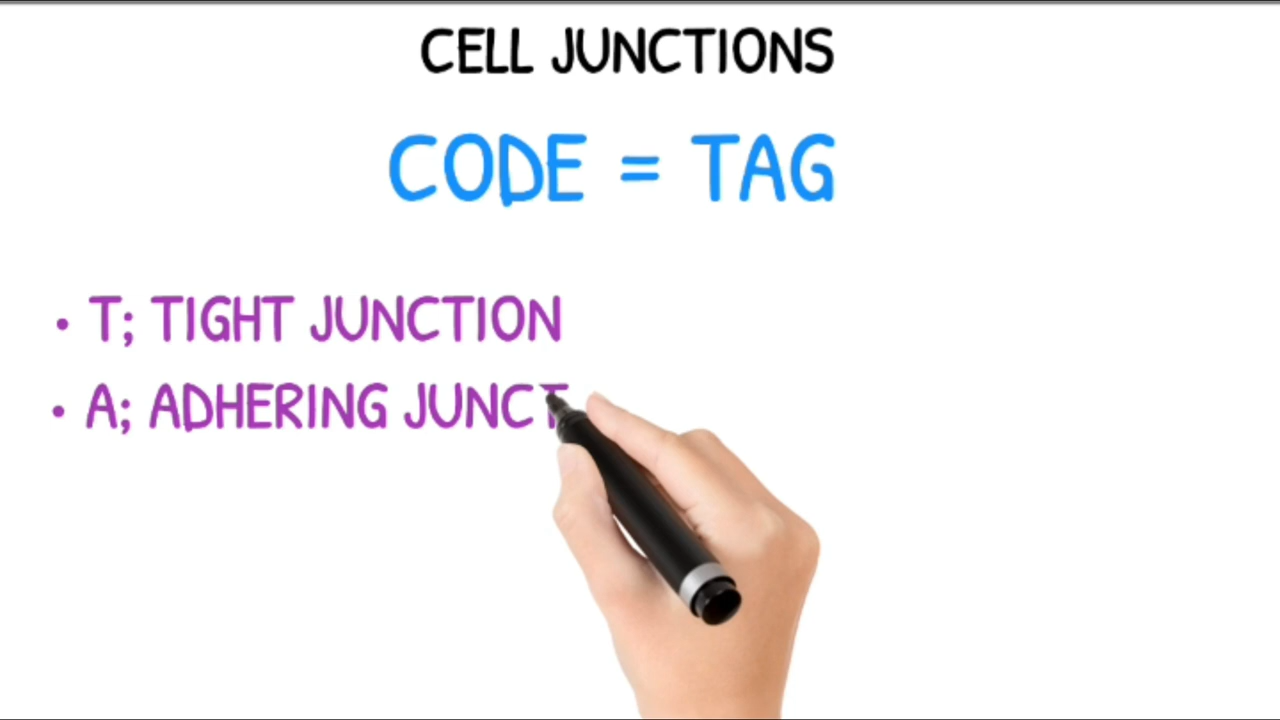 CELL JUNCTIONS
CODE = TAG
• T; TIGHT JUNCTION
• A; ADHERING JUNCT